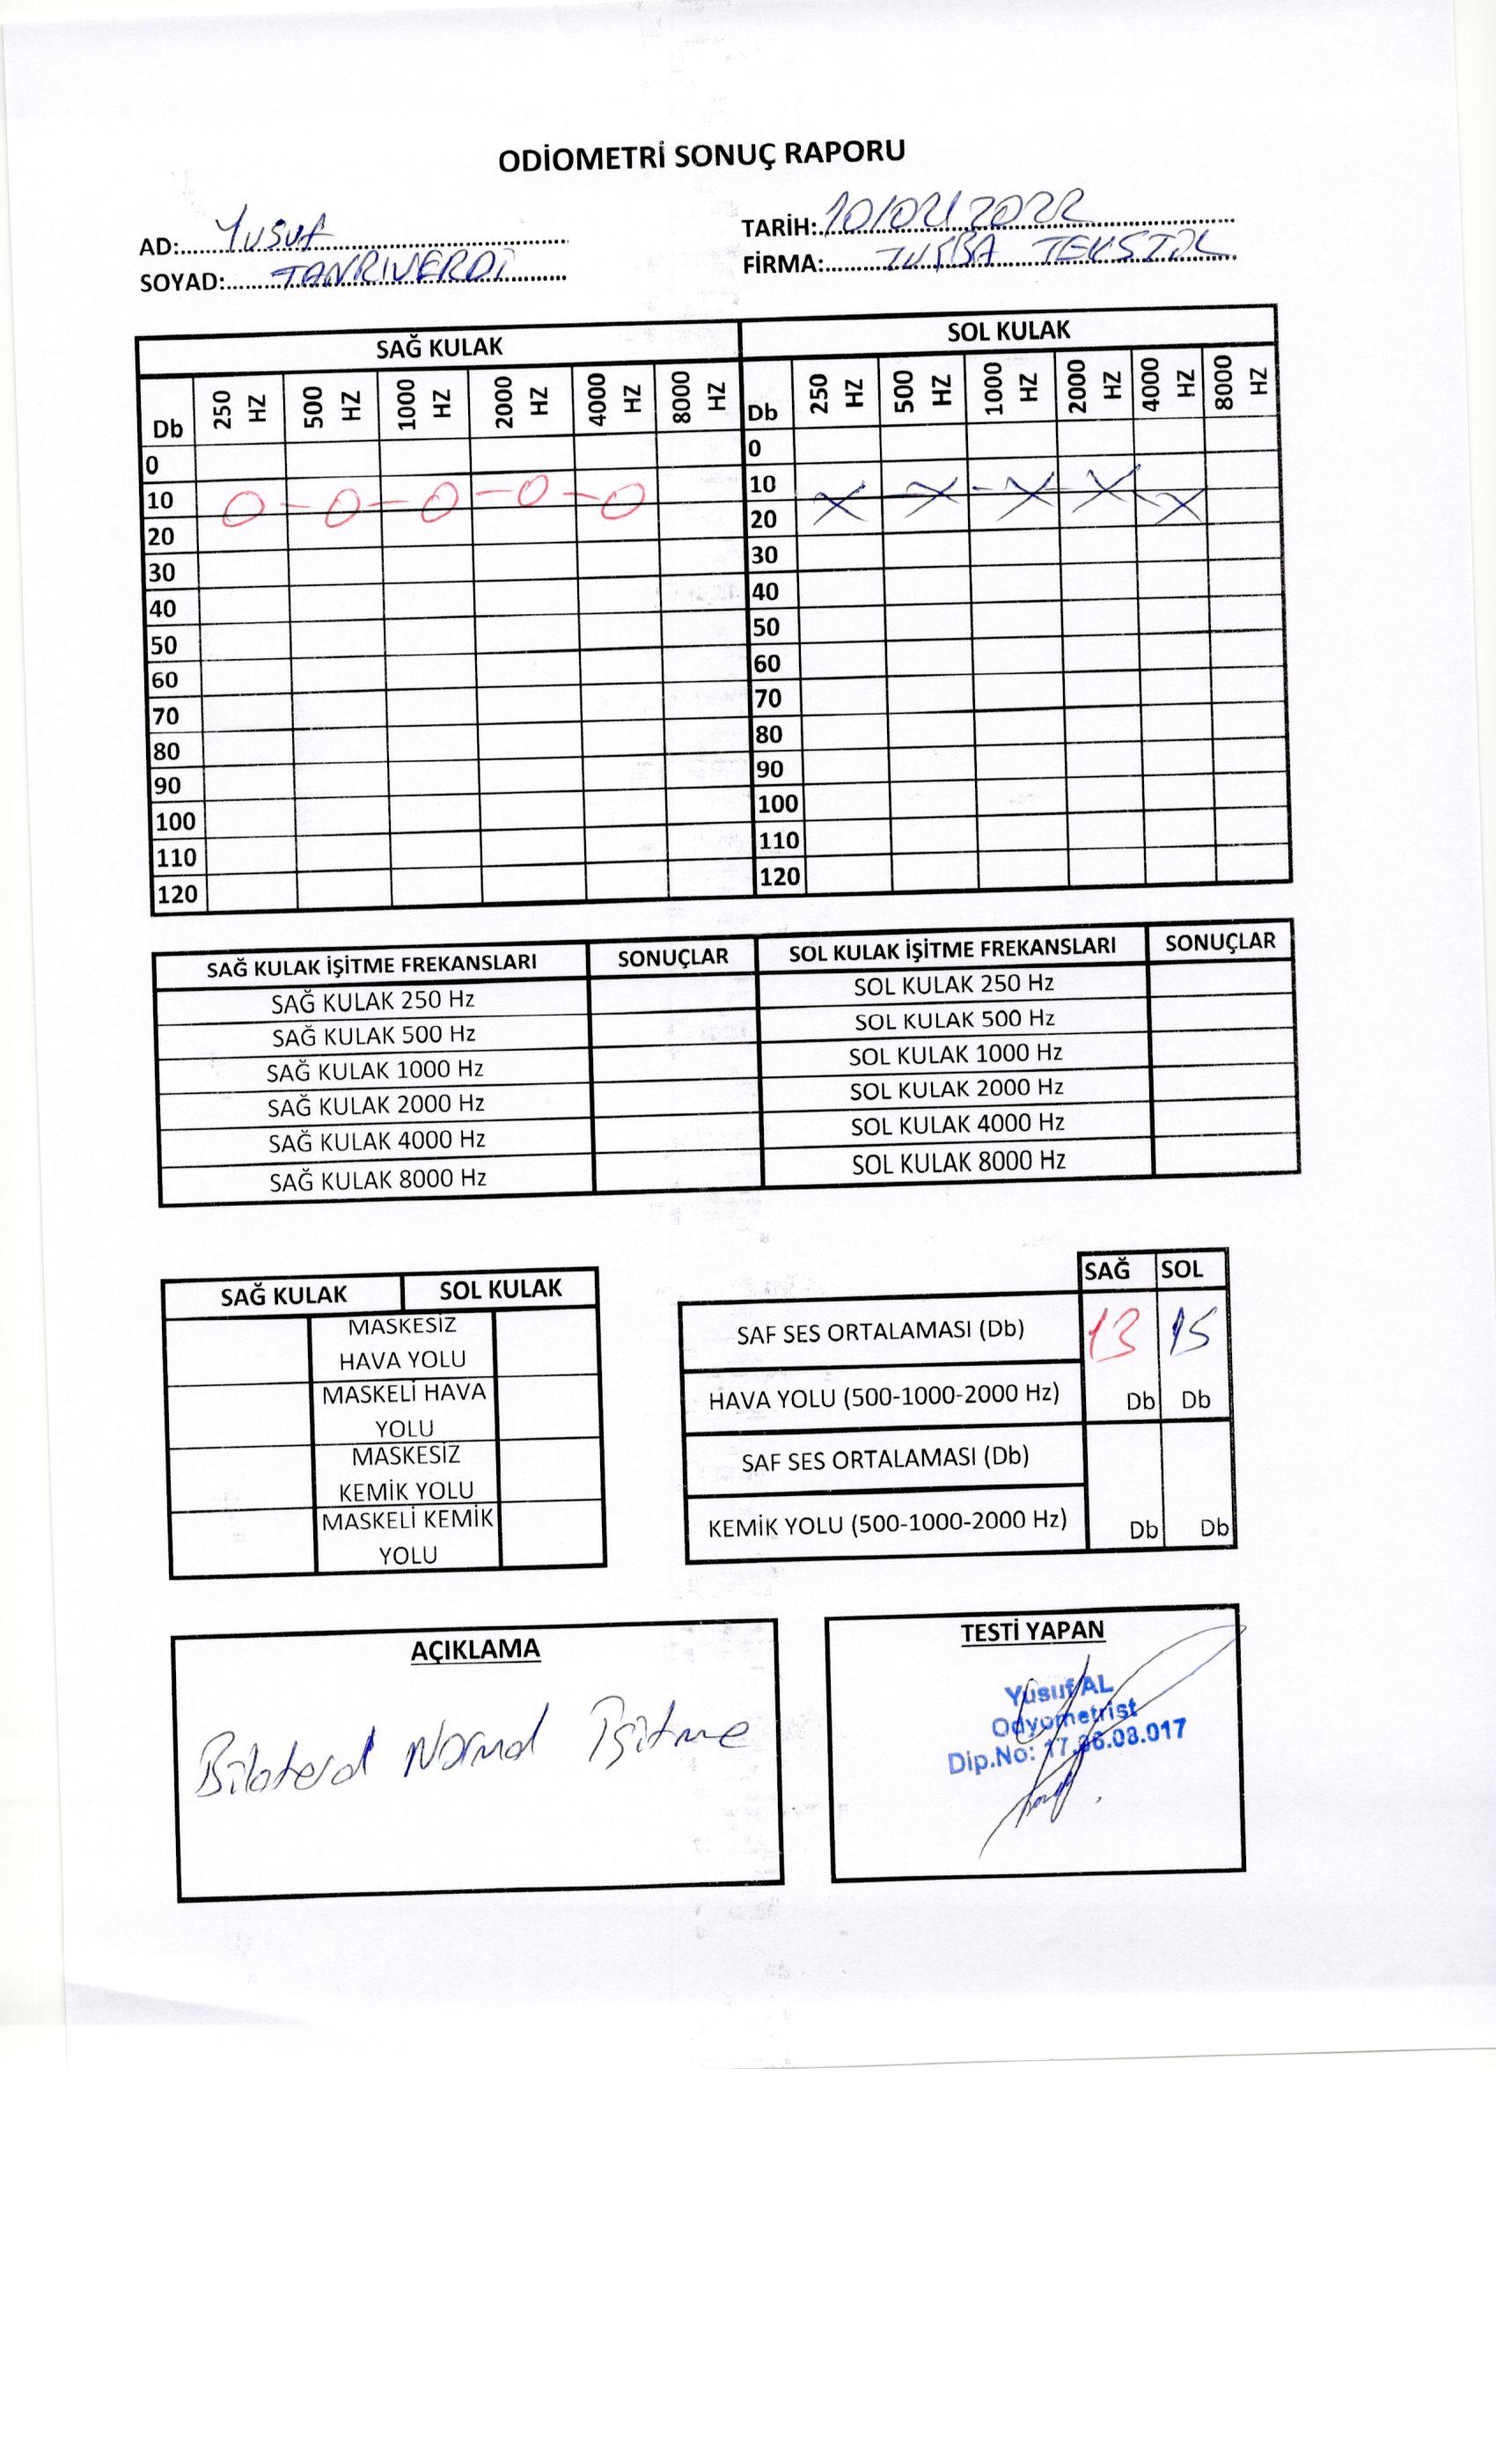 ODİOMETRİ SONUÇ RAPORU
AD: Yusuf
SOYAD: TANRIVERDİ
TARİH: 10/02/2022
FİRMA: TUŞBA TEKSTİL
SAĞ KULAK SOL KULAK
Db 250 HZ 500 HZ 1000 HZ 2000 HZ 4000 HZ 8000 HZ Db 250 HZ 500 HZ 1000 HZ 2000 HZ 4000 HZ 8000 HZ
0 0
10 10
20 20
30 30
40 40
50 50
60 60
70 70
80 80
90 90
100 100
110 110
120 120
SAĞ KULAK İŞİTME FREKANSLARI SONUÇLAR SOL KULAK İŞİTME FREKANSLARI SONUÇLAR
SAĞ KULAK 250 Hz SOL KULAK 250 Hz
SAĞ KULAK 500 Hz SOL KULAK 500 Hz
SAĞ KULAK 1000 Hz SOL KULAK 1000 Hz
SAĞ KULAK 2000 Hz SOL KULAK 2000 Hz
SAĞ KULAK 4000 Hz SOL KULAK 4000 Hz
SAĞ KULAK 8000 Hz SOL KULAK 8000 Hz
SAĞ KULAK SOL KULAK
MASKESİZ
HAVA YOLU
MASKELİ HAVA
YOLU
MASKESİZ
KEMİK YOLU
MASKELİ KEMİK
YOLU
SAĞ SOL
SAF SES ORTALAMASI (Db) 13 15
HAVA YOLU (500-1000-2000 Hz) Db Db
SAF SES ORTALAMASI (Db)
KEMİK YOLU (500-1000-2000 Hz) Db Db
AÇIKLAMA
Bilateral Normal İşitme
TESTİ YAPAN
Yusuf AL
Odyometrist
Dip.No: 17.36.03.017